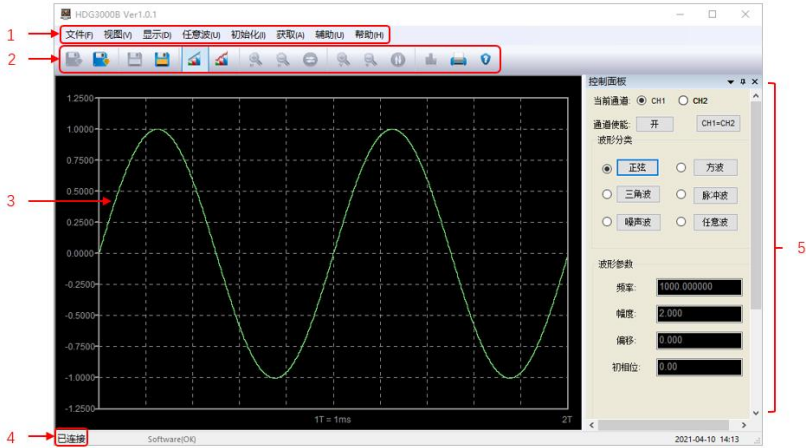 HDG3000B Ver1.0.1
1
文件(F) 视图(V) 显示(D) 任意波(U) 初始化(I) 获取(A) 辅助(U) 帮助(H)
2
控制面板
当前通道: CH1 CH2
通道使能: 开 CH1=CH2
波形分类
正弦 方波
三角波 脉冲波
噪声波 任意波
波形参数
频率: 1000.000000
幅度: 2.000
偏移: 0.000
初相位: 0.00
1.2500
1.0000
0.7500
0.5000
0.2500
0.0000
-0.2500
-0.5000
-0.7500
-1.0000
-1.2500
1T = 1ms 2T
3
5
4
已连接 Software(OK) 2021-04-10 14:13